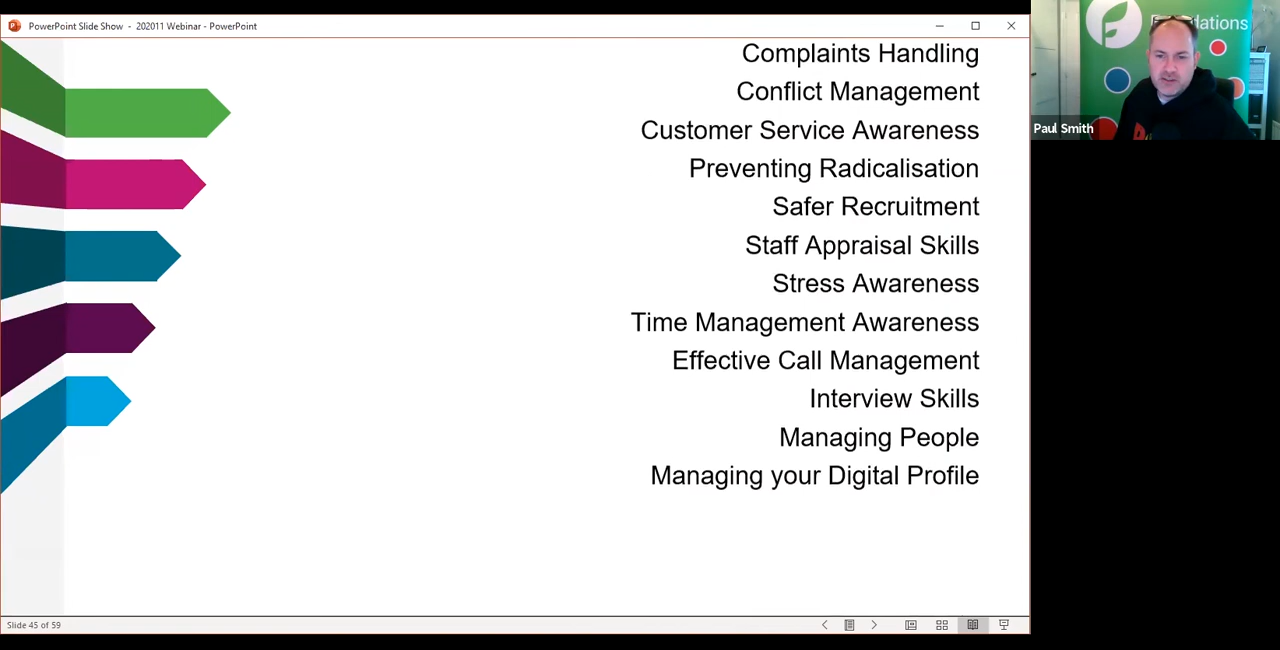 PowerPoint Slide Show - 202011 Webinar - PowerPoint
Complaints Handling
Conflict Management
Customer Service Awareness
Preventing Radicalisation
Safer Recruitment
Staff Appraisal Skills
Stress Awareness
Time Management Awareness
Effective Call Management
Interview Skills
Managing People
Managing your Digital Profile
Slide 45 of 59
Paul Smith